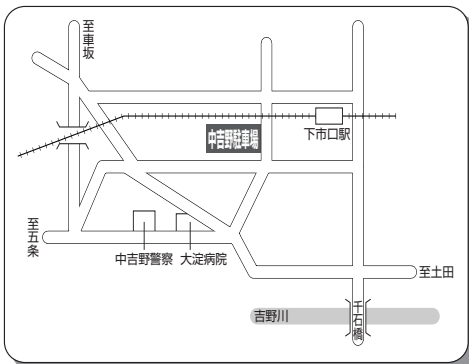 至車坂
中吉野駐車場
下市口駅
至五条
中吉野警察
大淀病院
至土田
吉野川
千石橋